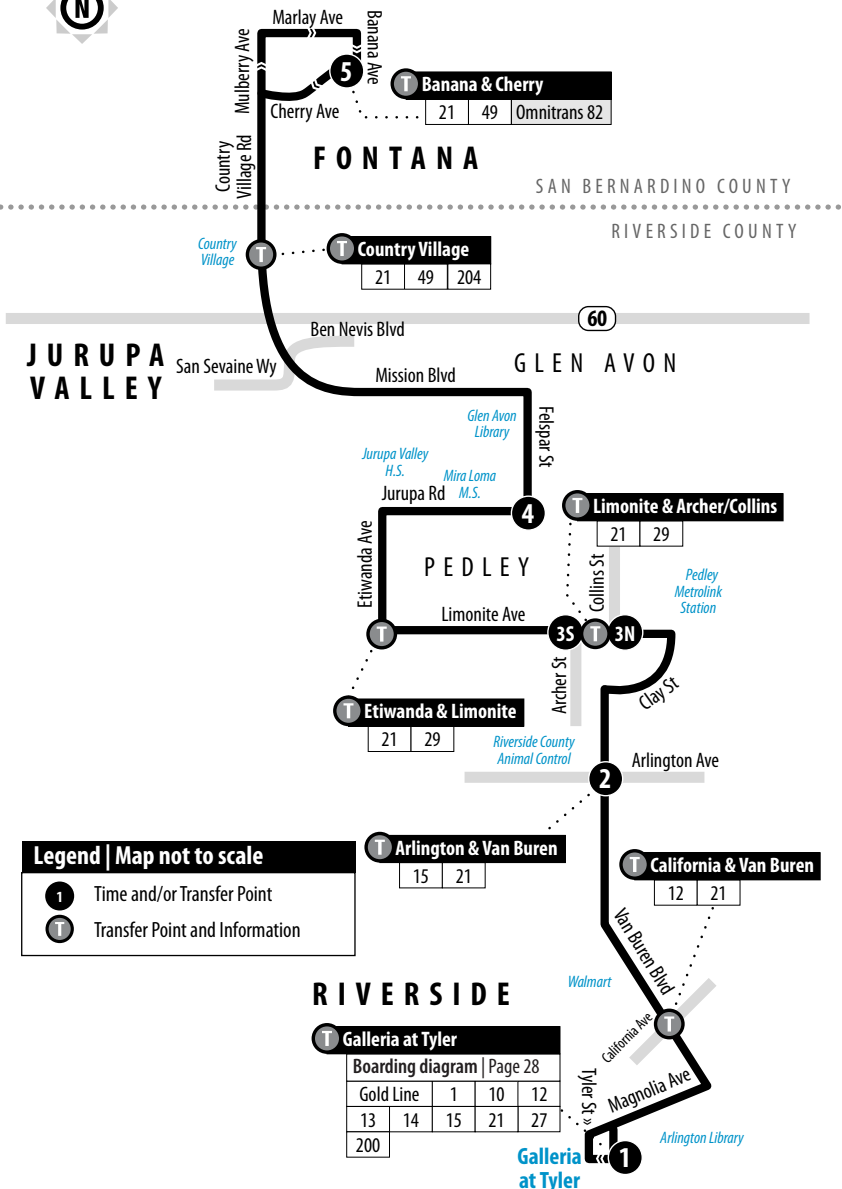 N
Marlay Ave
Banana Ave
Mulberry Ave
5
T Banana & Cherry
21 49 Omnitrans 82
Cherry Ave
Country
Village Rd
FONTANA
SAN BERNARDINO COUNTY
RIVERSIDE COUNTY
Country
Village
T
T Country Village
21 49 204
60
Ben Nevis Blvd
JURUPA
VALLEY
San Sevaine Wy
GLEN AVON
Mission Blvd
Glen Avon
Library
Felspar St
Jurupa Valley
H.S.
Mira Loma
M.S.
Jurupa Rd
4
T Limonite & Archer/Collins
21 29
Etiwanda Ave
PEDLEY
Collins St
Pedley
Metrolink
Station
Limonite Ave
T
3S
T
3N
Archer St
Clay St
T Etiwanda & Limonite
21 29
Riverside County
Animal Control
Arlington Ave
2
Legend | Map not to scale
1 Time and/or Transfer Point
T Transfer Point and Information
T Arlington & Van Buren
15 21
T California & Van Buren
12 21
Van Buren Blvd
Walmart
RIVERSIDE
California Ave
T
T Galleria at Tyler
Boarding diagram | Page 28
Gold Line 1 10 12
13 14 15 21 27
200
Tyler St »
Magnolia Ave
Arlington Library
Galleria
at Tyler
1